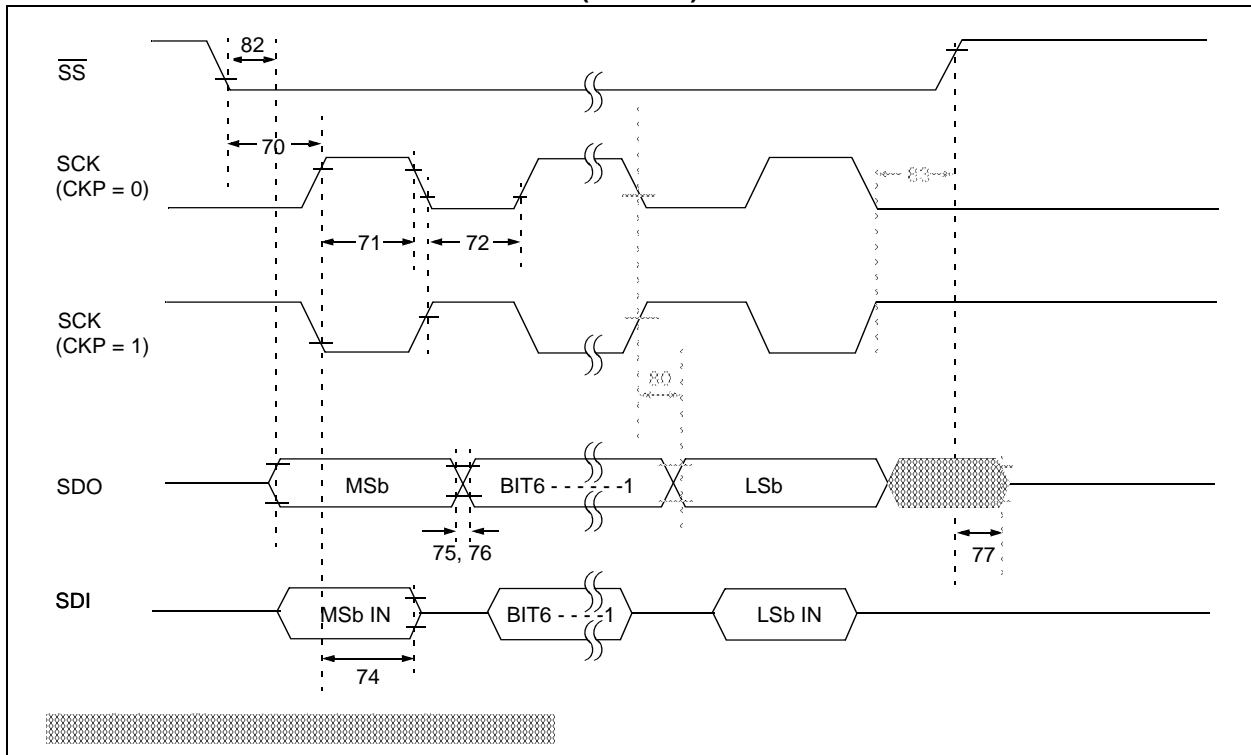 82
SS
70
SCK
(CKP = 0)
83
71
72
SCK
(CKP = 1)
80
SDO
MSb
BIT6 - - - - - -1
LSb
75, 76
77
SDI
MSb IN
BIT6 - - - -1
LSb IN
74